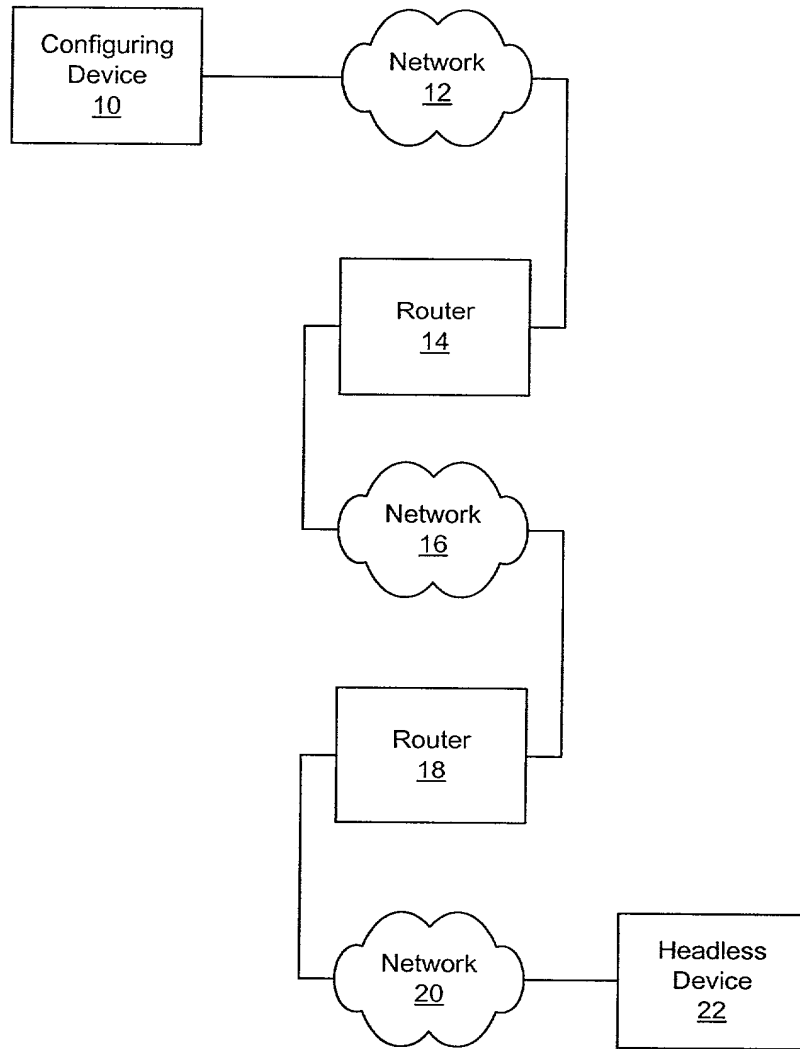 Configuring
Device
10
Network
12
Router
14
Network
16
Router
18
Network
20
Headless
Device
22